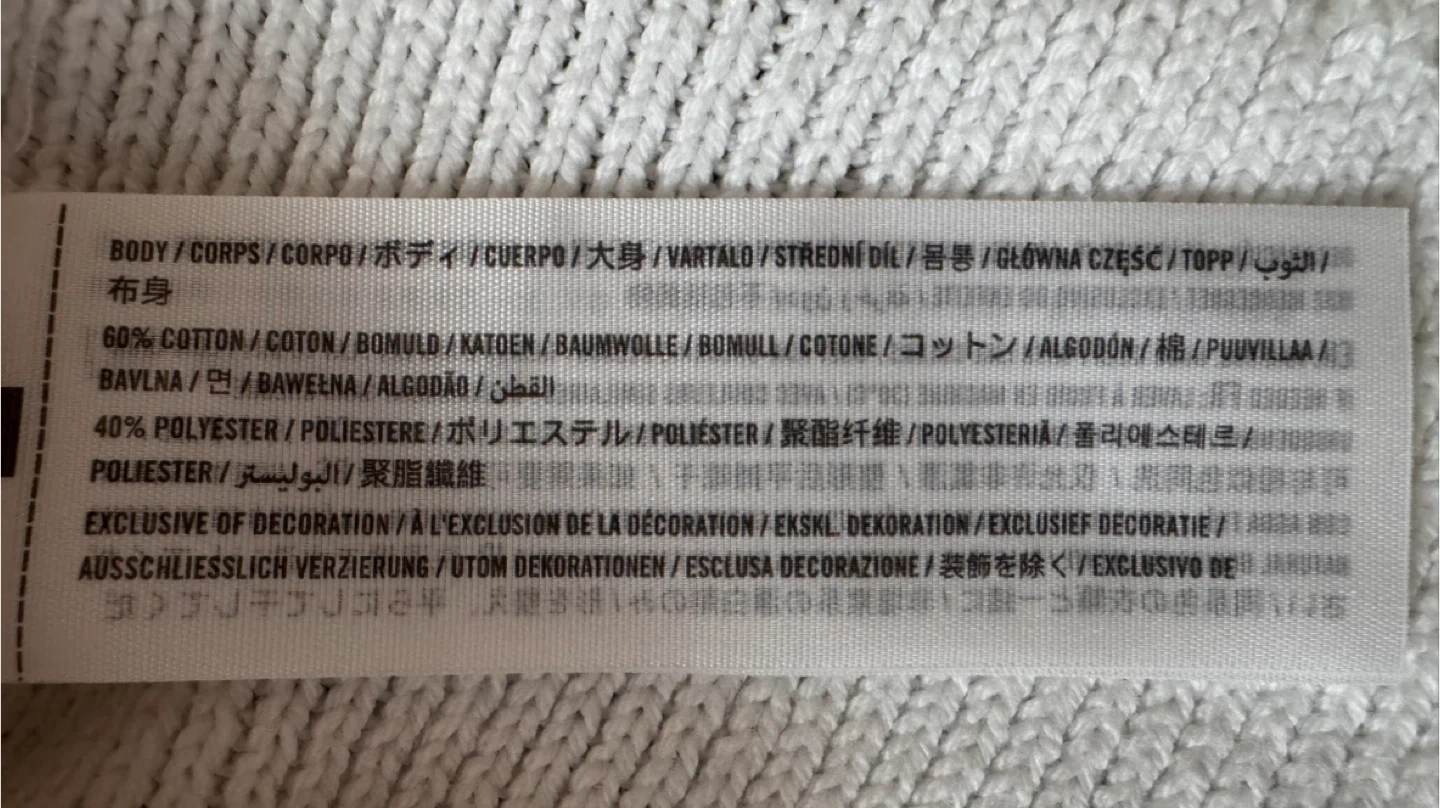 BODY / CORPS / CORPO / ボディ / CUERPO / 大身 / VARTALO / STŘEDNÍ DÍL / 몸통 / GŁÓWNA CZĘŚĆ / TOPP / الثوب /
布身
60% COTTON / COTON / BOMULD / KATOEN / BAUMWOLLE / BOMULL / COTONE / コットン / ALGODÓN / 棉 / PUUVILLAA /
BAVLNA / 면 / BAWEŁNA / ALGODÃO / القطن
40% POLYESTER / POLIESTERE / ポリエステル / POLIÉSTER / 聚酯纤维 / POLYESTERIÄ / 폴리에스테르 /
POLIESTER / البوليستر / 聚脂纖維
EXCLUSIVE OF DECORATION / À L'EXCLUSION DE LA DÉCORATION / EKSKL. DEKORATION / EXCLUSIEF DECORATIE /
AUSSCHLIESSLICH VERZIERUNG / UTOM DEKORATIONEN / ESCLUSA DECORAZIONE / 装飾を除く / EXCLUSIVO DE